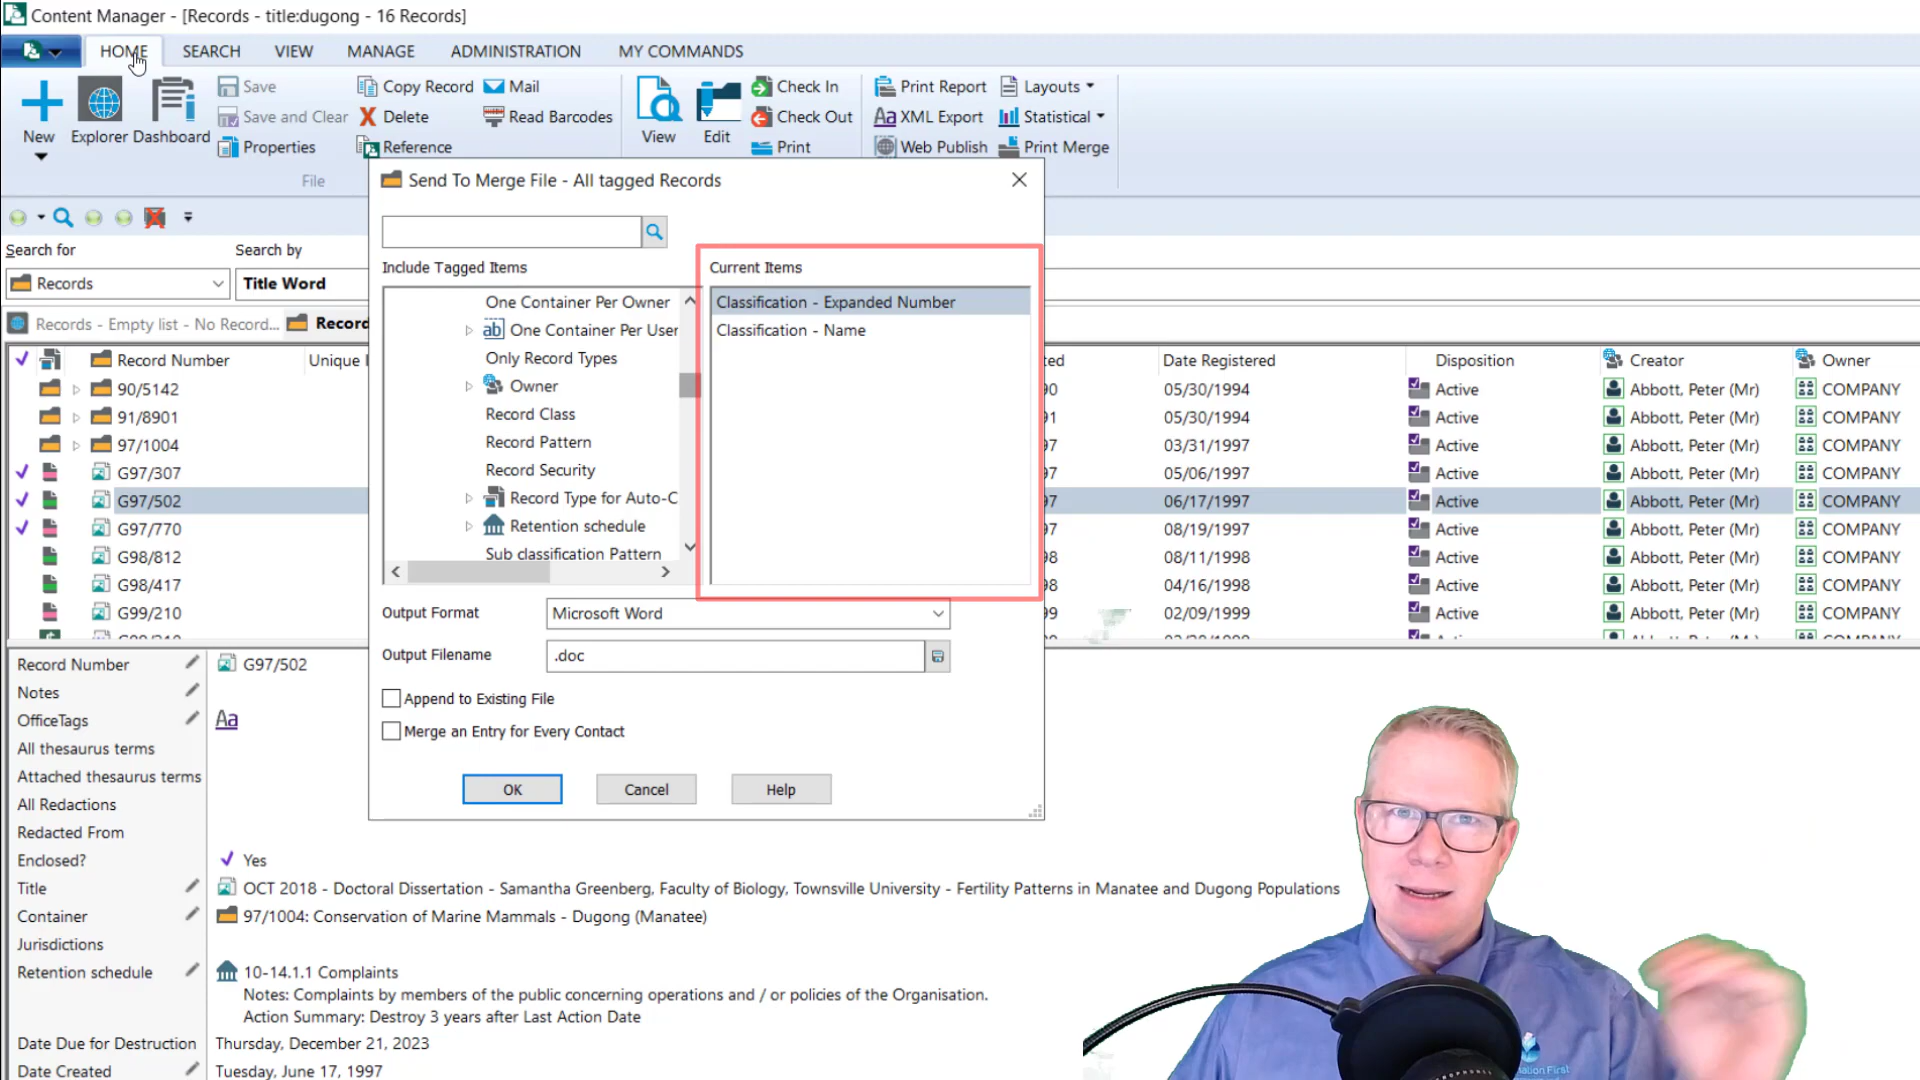 Content Manager - [Records - title:dugong - 16 Records]
HOME SEARCH VIEW MANAGE ADMINISTRATION MY COMMANDS
New Explorer Dashboard
Save Copy Record Mail
Save and Clear Delete Read Barcodes
Properties Reference
File
View Edit
Check In
Check Out
Print
Print Report Layouts
XML Export Statistical
Web Publish Print Merge
Search for Search by
Records Title Word
Records - Empty list - No Record... Record
Send To Merge File - All tagged Records
Include Tagged Items
One Container Per Owner
One Container Per User
Only Record Types
Owner
Record Class
Record Pattern
Record Security
Record Type for Auto-C
Retention schedule
Sub classification Pattern
Current Items
Classification - Expanded Number
Classification - Name
Output Format Microsoft Word
Output Filename .doc
Append to Existing File
Merge an Entry for Every Contact
OK Cancel Help
Record Number Unique
ted Date Registered Disposition Creator Owner
90/5142 90 05/30/1994 Active Abbott, Peter (Mr) COMPANY
91/8901 91 05/30/1994 Active Abbott, Peter (Mr) COMPANY
97/1004 97 03/31/1997 Active Abbott, Peter (Mr) COMPANY
G97/307 97 05/06/1997 Active Abbott, Peter (Mr) COMPANY
G97/502 97 06/17/1997 Active Abbott, Peter (Mr) COMPANY
G97/770 97 08/19/1997 Active Abbott, Peter (Mr) COMPANY
G98/812 98 08/11/1998 Active Abbott, Peter (Mr) COMPANY
G98/417 98 04/16/1998 Active Abbott, Peter (Mr) COMPANY
G99/210 99 02/09/1999 Active Abbott, Peter (Mr) COMPANY
Record Number G97/502
Notes
OfficeTags Aa
All thesaurus terms
Attached thesaurus terms
All Redactions
Redacted From
Enclosed? Yes
Title OCT 2018 - Doctoral Dissertation - Samantha Greenberg, Faculty of Biology, Townsville University - Fertility Patterns in Manatee and Dugong Populations
Container 97/1004: Conservation of Marine Mammals - Dugong (Manatee)
Jurisdictions
Retention schedule 10-14.1.1 Complaints
Notes: Complaints by members of the public concerning operations and / or policies of the Organisation.
Action Summary: Destroy 3 years after Last Action Date
Date Due for Destruction Thursday, December 21, 2023
Date Created Tuesday, June 17, 1997